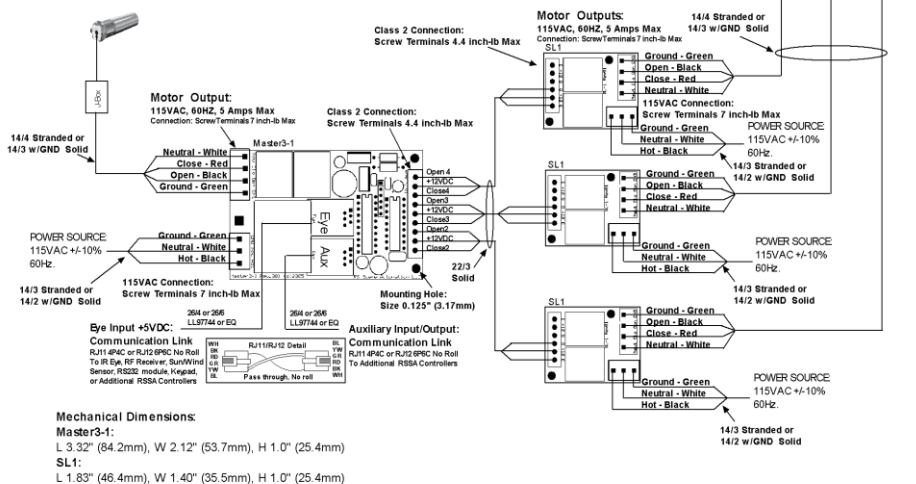 Class 2 Connection:
Screw Terminals 4.4 inch-lb Max
Motor Outputs:
115VAC, 60HZ, 5 Amps Max
Connection: Screw Terminals 7 inch-lb Max
SL1
14/4 Stranded or
14/3 w/GND Solid
Ground - Green
Open - Black
Close - Red
Neutral - White
115VAC Connection:
Screw Terminals 7 inch-lb Max
Ground - Green
Neutral - White
Hot - Black
POWER SOURCE:
115VAC +/-10%
60Hz.
14/3 Stranded or
14/2 w/GND Solid
J-Box
Motor Output:
115VAC, 60HZ, 5 Amps Max
Connection: Screw Terminals 7 inch-lb Max
Class 2 Connection:
Screw Terminals 4.4 inch-lb Max
14/4 Stranded or
14/3 w/GND Solid
Neutral - White
Close - Red
Open - Black
Ground - Green
Master3-1
Eye
Aux
Open 4
+12VDC
Close4
Open3
+12VDC
Close3
Open2
+12VDC
Close2
22/3
Solid
POWER SOURCE:
115VAC +/-10%
60Hz.
Ground - Green
Neutral - White
Hot - Black
14/3 Stranded or
14/2 w/GND Solid
115VAC Connection:
Screw Terminals 7 inch-lb Max
Mounting Hole:
Size 0.125" (3.17mm)
SL1
Ground - Green
Open - Black
Close - Red
Neutral - White
Ground - Green
Neutral - White
Hot - Black
POWER SOURCE:
115VAC +/-10%
60Hz.
14/3 Stranded or
14/2 w/GND Solid
SL1
Ground - Green
Open - Black
Close - Red
Neutral - White
Ground - Green
Neutral - White
Hot - Black
POWER SOURCE:
115VAC +/-10%
60Hz.
14/3 Stranded or
14/2 w/GND Solid
26/4 or 26/6
LL97744 or EQ
26/4 or 26/6
LL97744 or EQ
Eye Input +5VDC:
Communication Link
RJ11 4P4C or RJ12 6P6C No Roll
To IR Eye, RF Receiver, Sun/Wind
Sensor, RS232 module, Keypad,
or Additional RSSA Controllers
RJ11/RJ12 Detail
WH
BK
RD
GR
YW
BL
BL
YW
GR
RD
BK
WH
Pass through, No roll
Auxiliary Input/Output:
Communication Link
RJ11 4P4C or RJ12 6P6C No Roll
To Additional RSSA Controllers
Mechanical Dimensions:
Master3-1:
L 3.32" (84.2mm), W 2.12" (53.7mm), H 1.0" (25.4mm)
SL1:
L 1.83" (46.4mm), W 1.40" (35.5mm), H 1.0" (25.4mm)